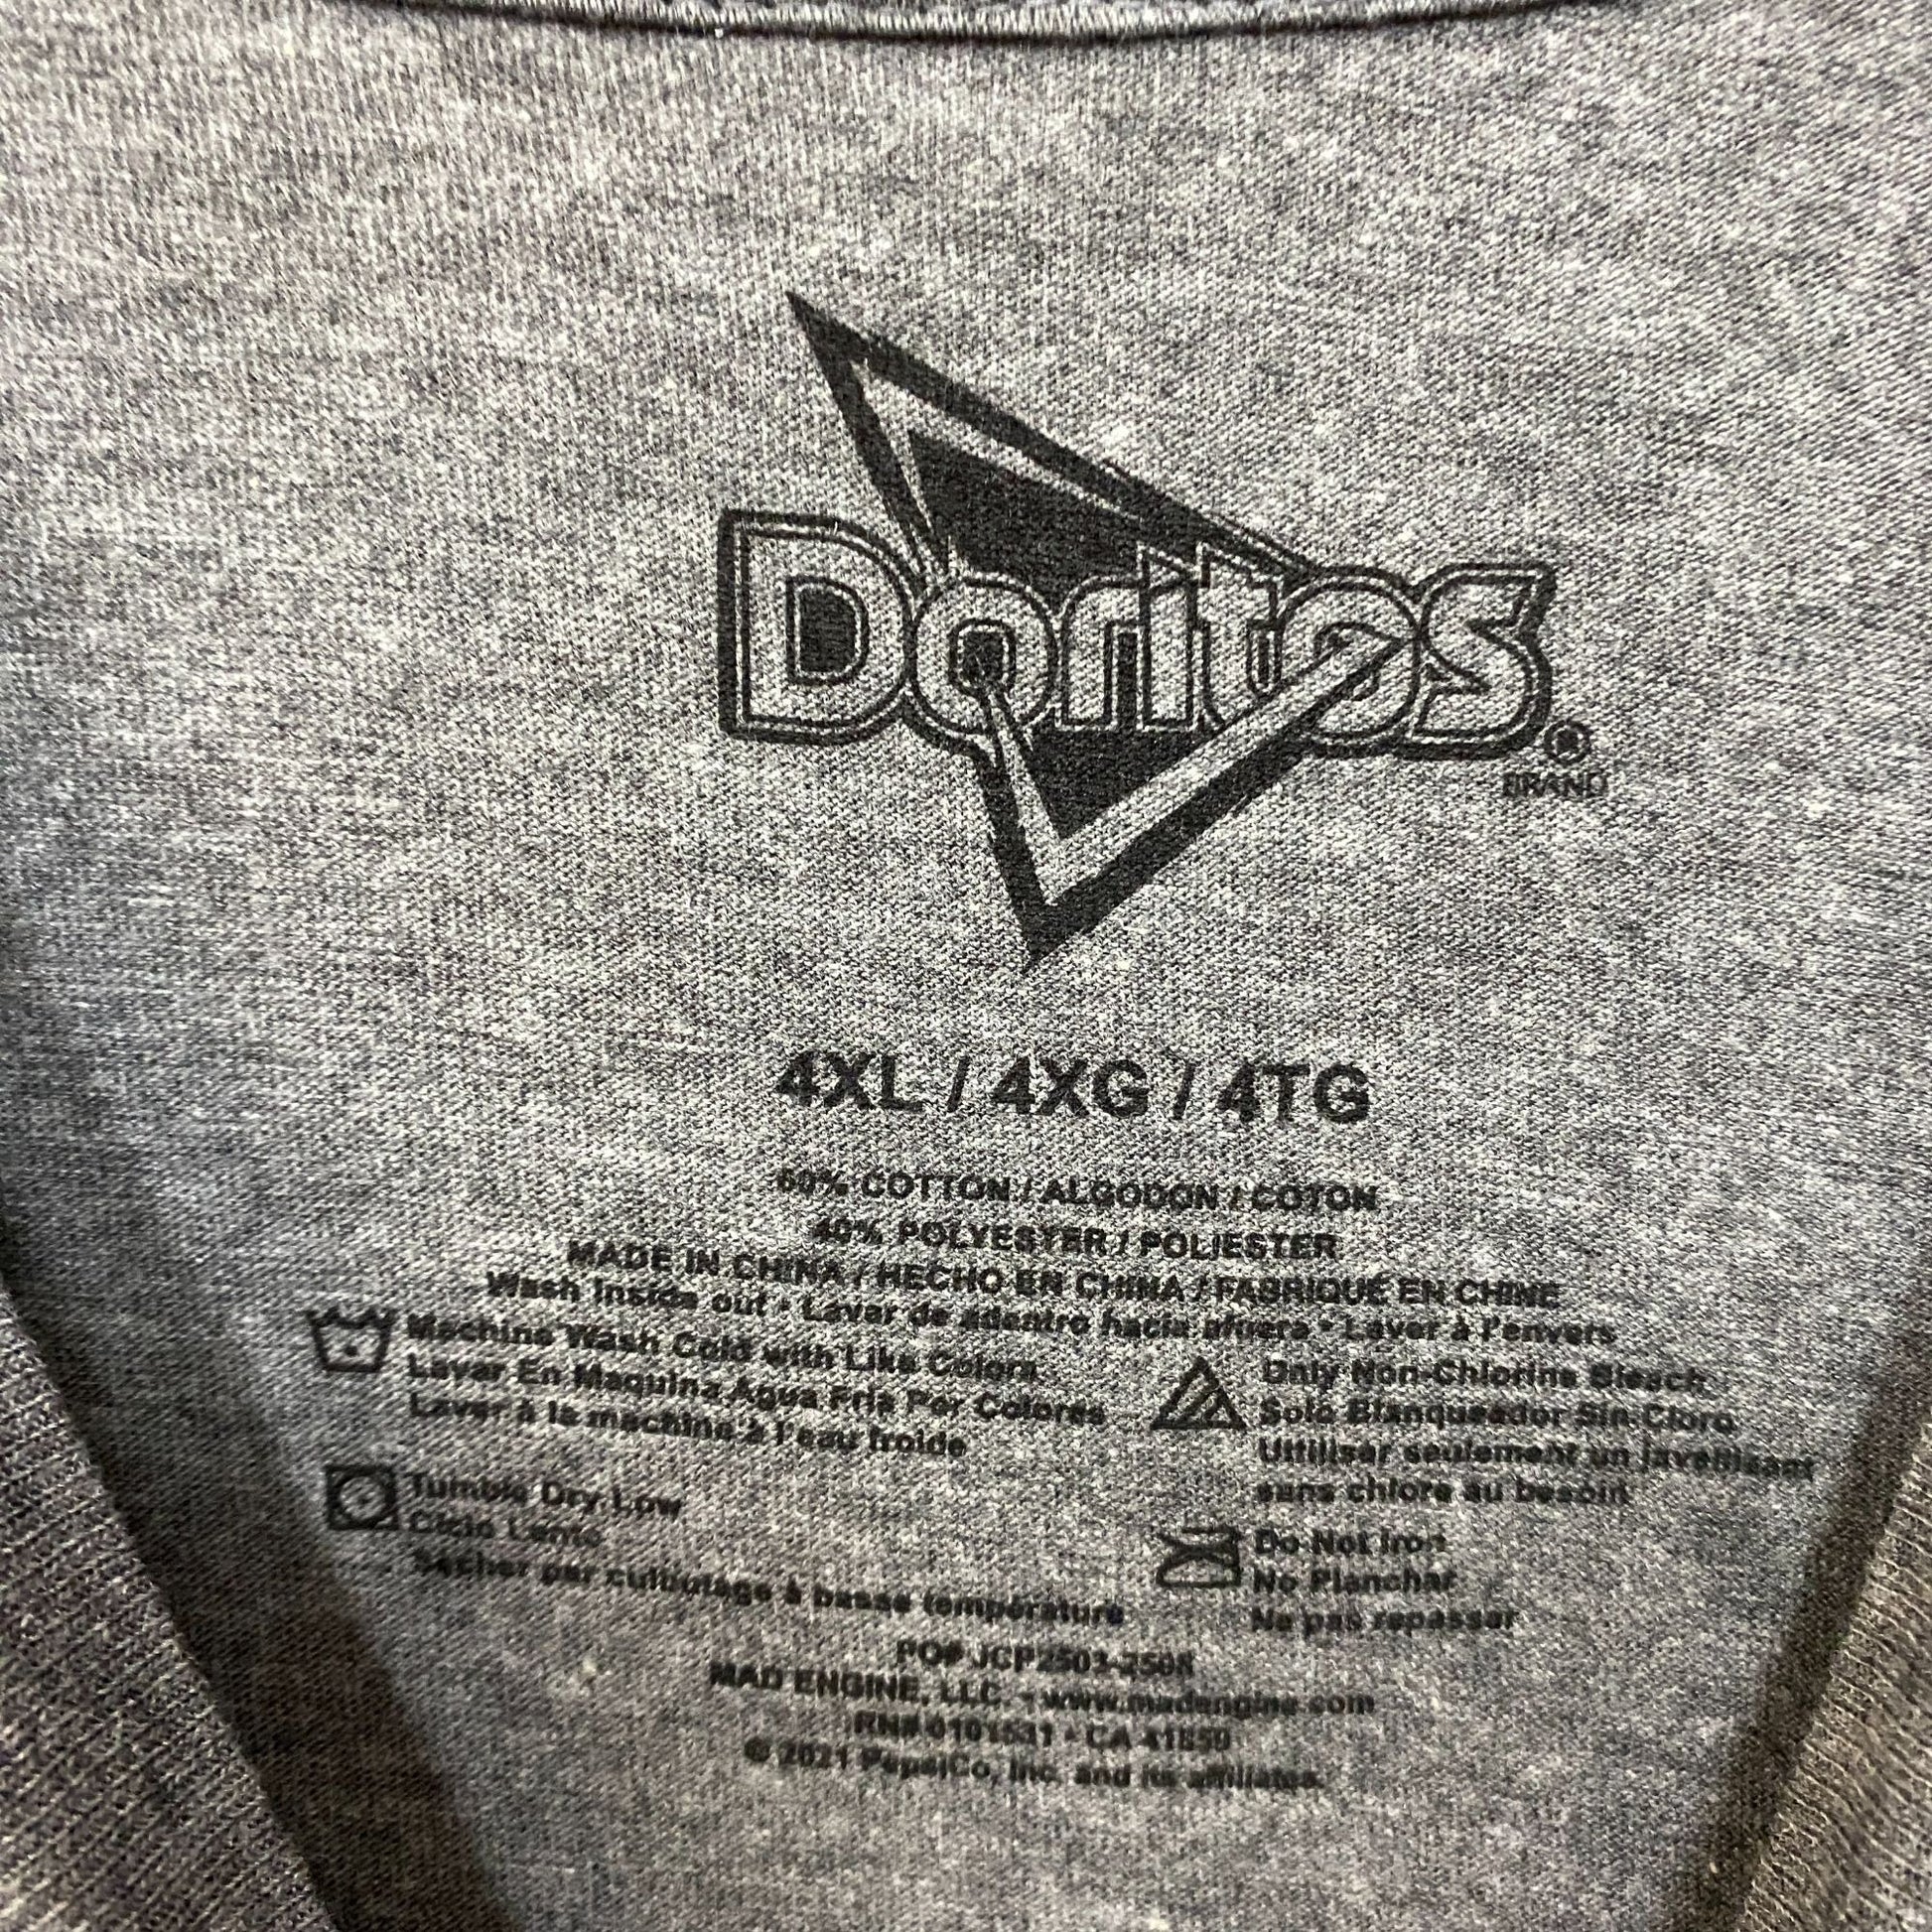 Doritos®
BRAND
4XL / 4XG / 4TG
60% COTTON / ALGODON / COTON
40% POLYESTER / POLIESTER
MADE IN CHINA / HECHO EN CHINA / FABRIQUÉ EN CHINE
Wash Inside out • Lavar de adentro hacia afuera • Laver à l'envers
Machine Wash Cold with Like Colors
Lavar En Maquina Agua Fria Por Colores
Laver à la machine à l'eau froide
Only Non-Chlorine Bleach
Solo Blanqueador Sin Cloro
Utiliser seulement un javellisant
sans chlore au besoin
Tumble Dry Low
Ciclo Lento
Sécher par culbutage à basse température
Do Not Iron
No Planchar
Ne pas repasser
PO#
MAD ENGINE, LLC. • www.madengine.com
RN# 0101531 • CA 41850
© 2021 PepsiCo, Inc. and its affiliates.